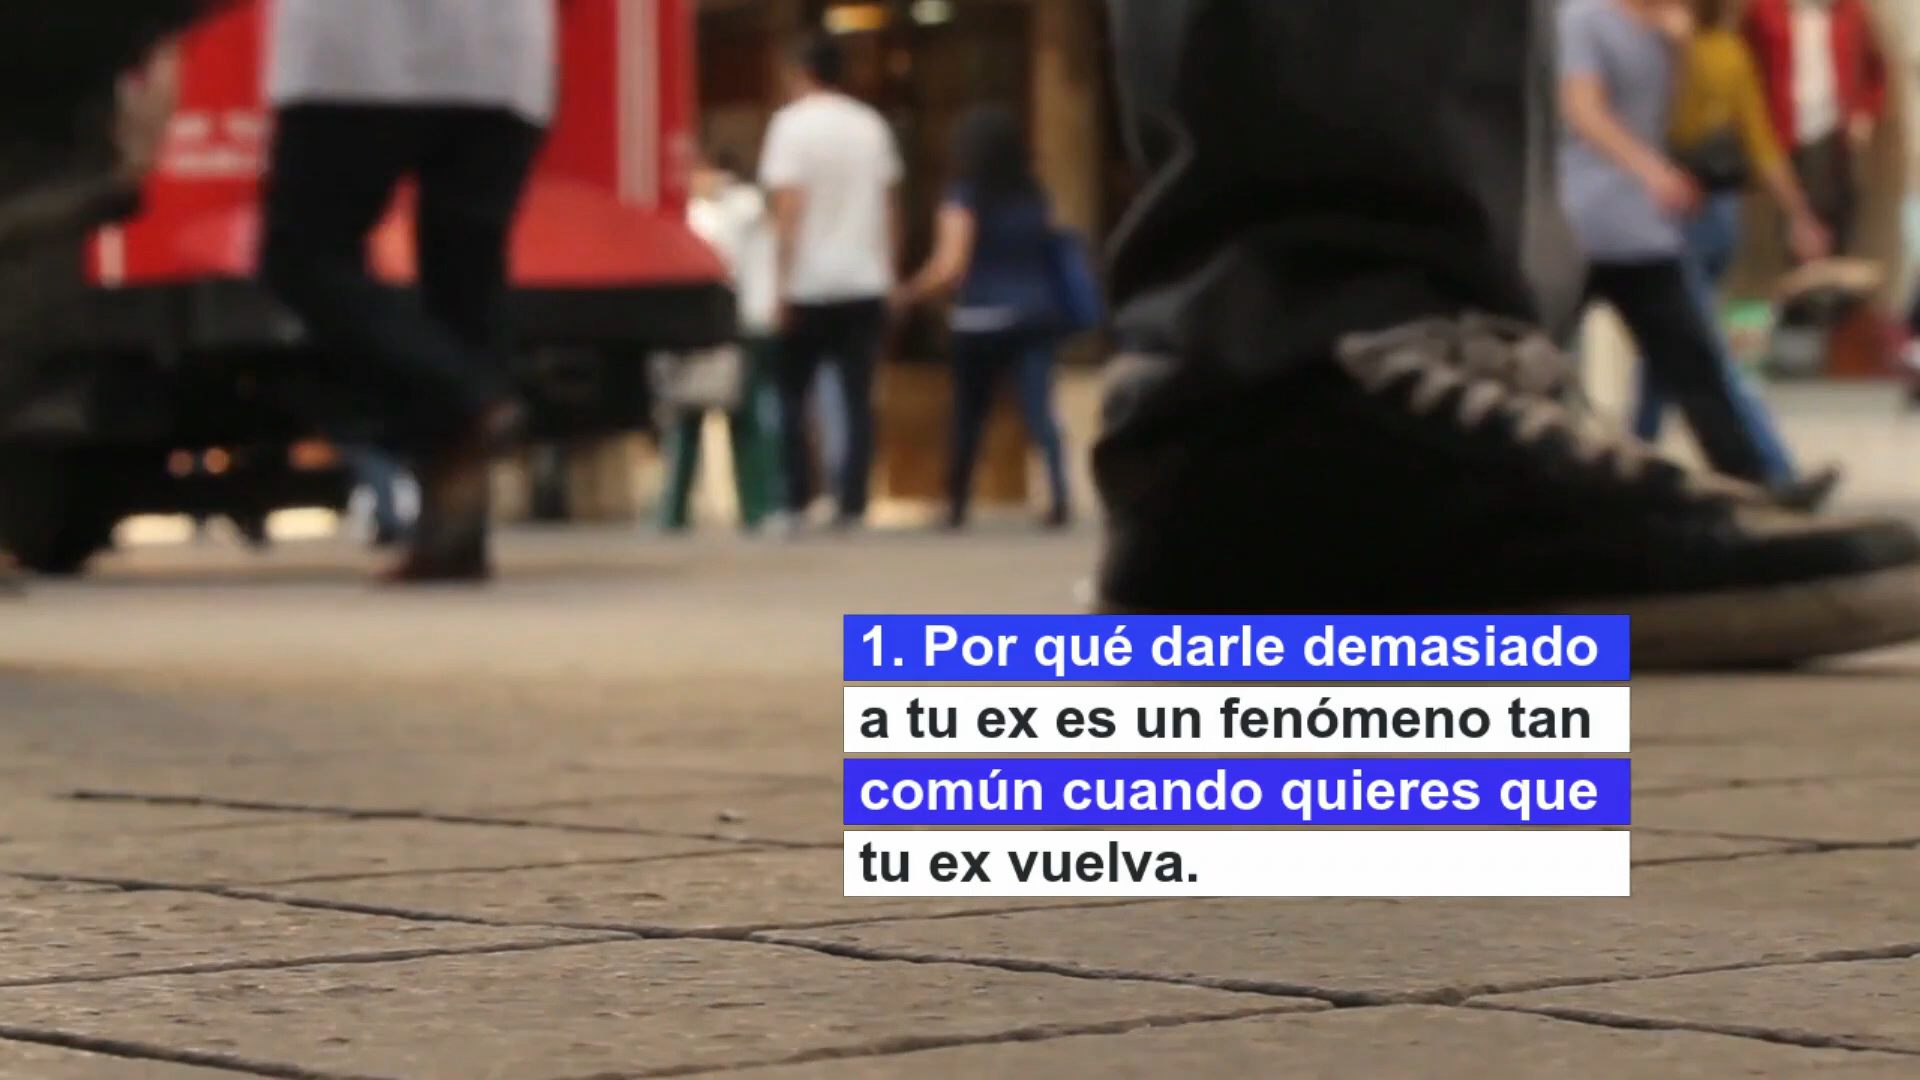 1. Por qué darle demasiado
a tu ex es un fenómeno tan
común cuando quieres que
tu ex vuelva.